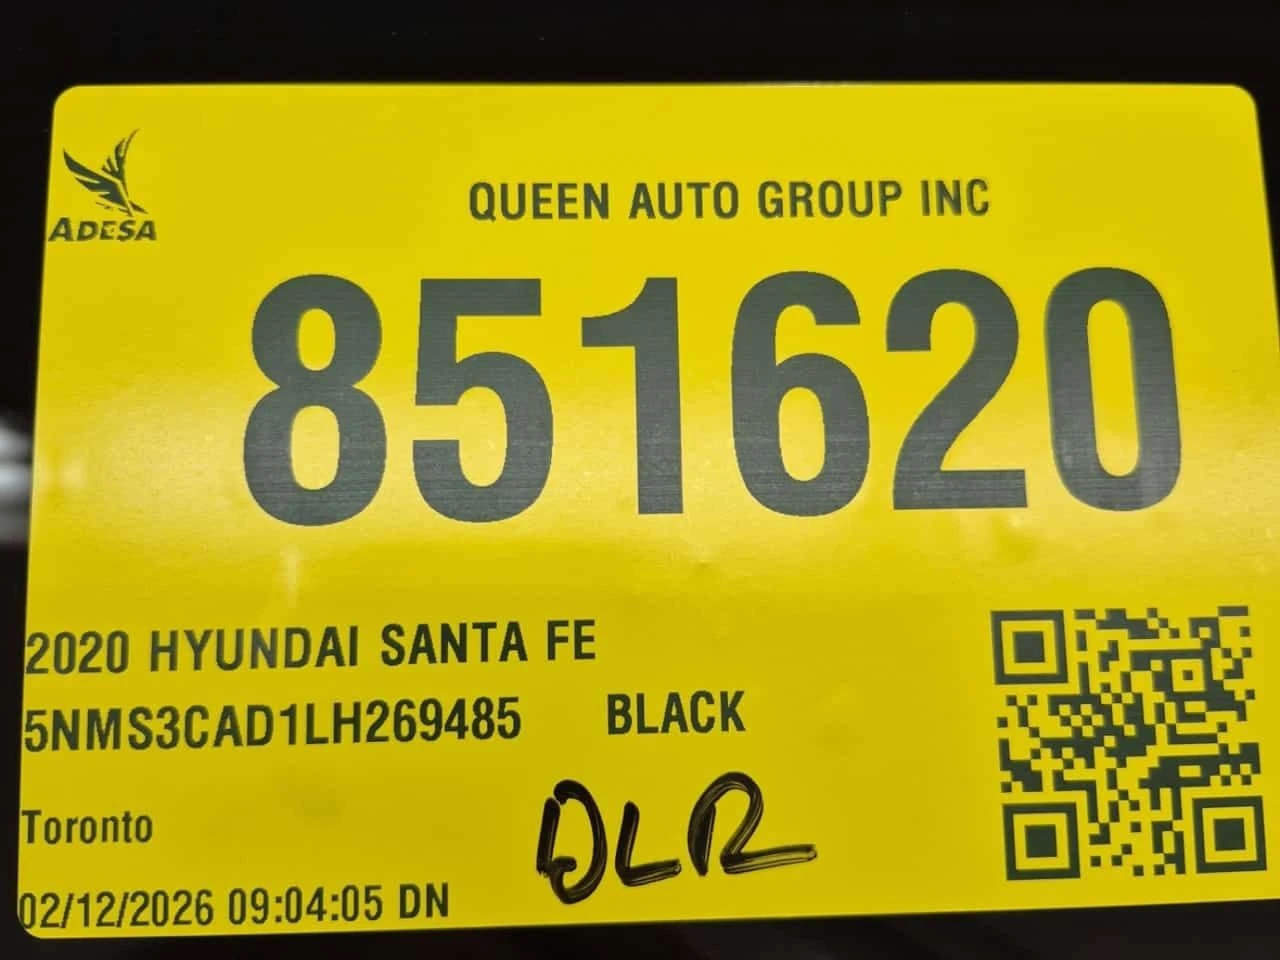 ADESA
QUEEN AUTO GROUP INC
851620
2020 HYUNDAI SANTA FE
5NMS3CAD1LH269485 BLACK
Toronto
DLR
02/12/2026 09:04:05 DN